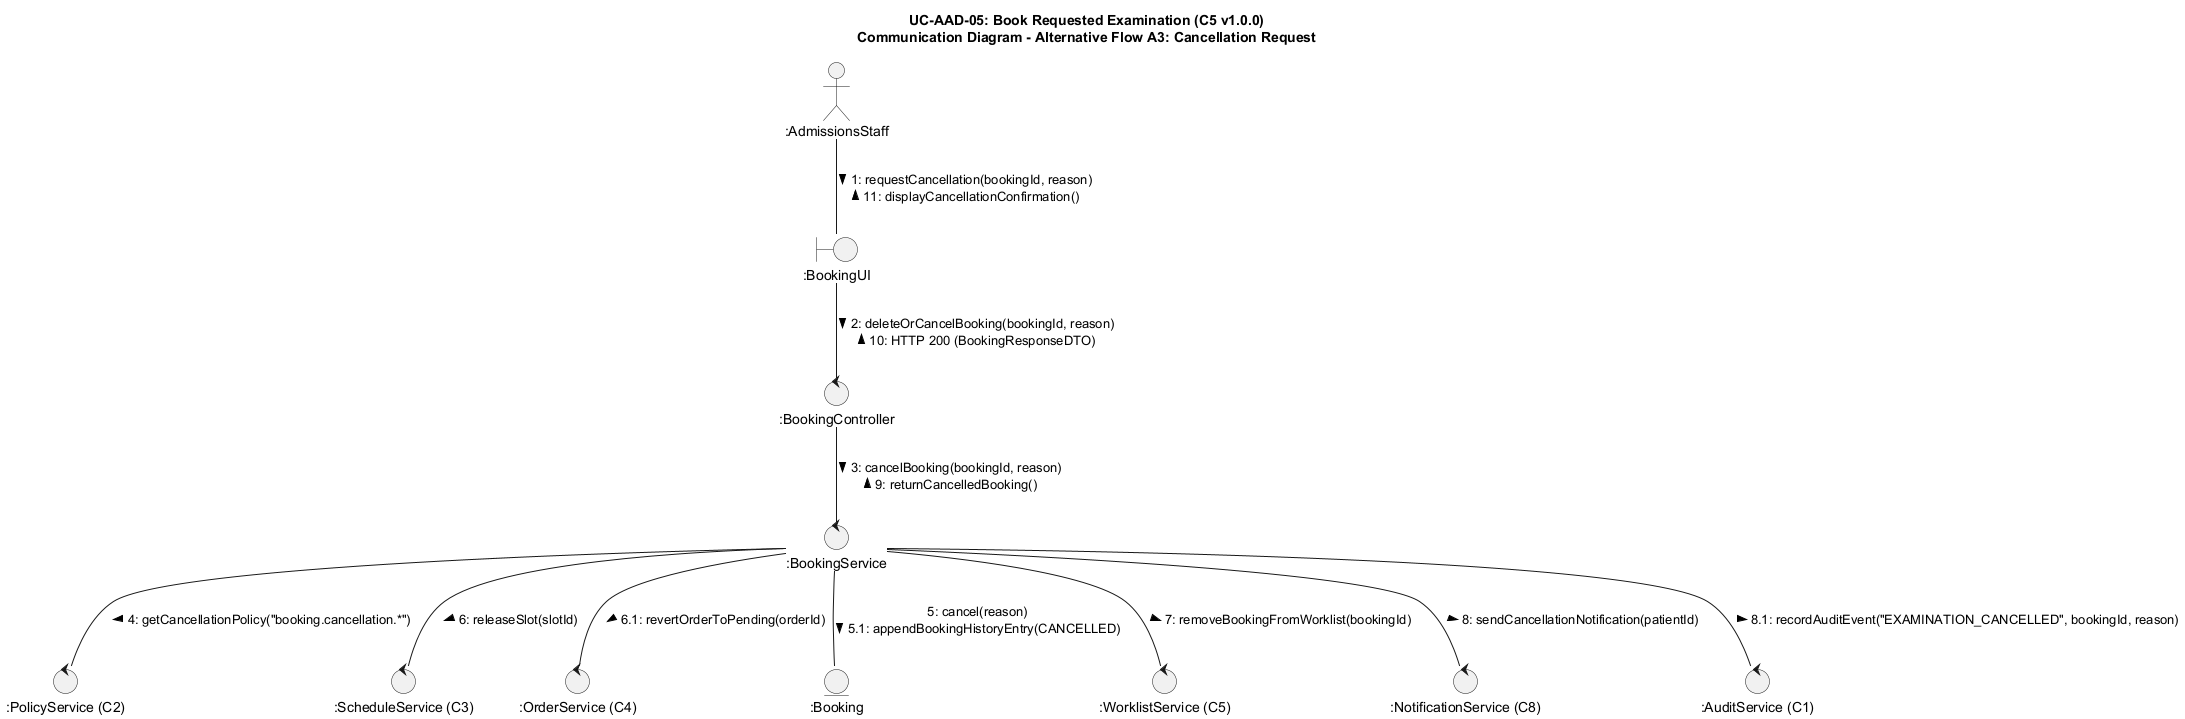 UC-AAD-05: Book Requested Examination (C5 v1.0.0)
Communication Diagram - Alternative Flow A3: Cancellation Request
:AdmissionsStaff
1: requestCancellation(bookingId, reason)
11: displayCancellationConfirmation()
:BookingUI
2: deleteOrCancelBooking(bookingId, reason)
10: HTTP 200 (BookingResponseDTO)
:BookingController
3: cancelBooking(bookingId, reason)
9: returnCancelledBooking()
:BookingService
4: getCancellationPolicy("booking.cancellation.*")
6: releaseSlot(slotId)
6.1: revertOrderToPending(orderId)
5: cancel(reason)
5.1: appendBookingHistoryEntry(CANCELLED)
7: removeBookingFromWorklist(bookingId)
8: sendCancellationNotification(patientId)
8.1: recordAuditEvent("EXAMINATION_CANCELLED", bookingId, reason)
:PolicyService (C2)
:ScheduleService (C3)
:OrderService (C4)
:Booking
:WorklistService (C5)
:NotificationService (C8)
:AuditService (C1)